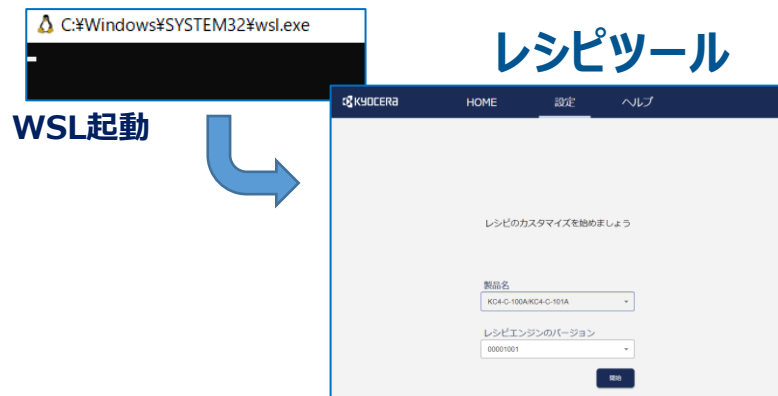 C:¥Windows¥SYSTEM32¥wsl.exe
レシピツール
WSL起動
KYOCERA HOME 設定 ヘルプ
レシピのカスタマイズを始めましょう
製品名
KC4-C-100A/KC4-C-101A
レシピエンジンのバージョン
00001001
開始